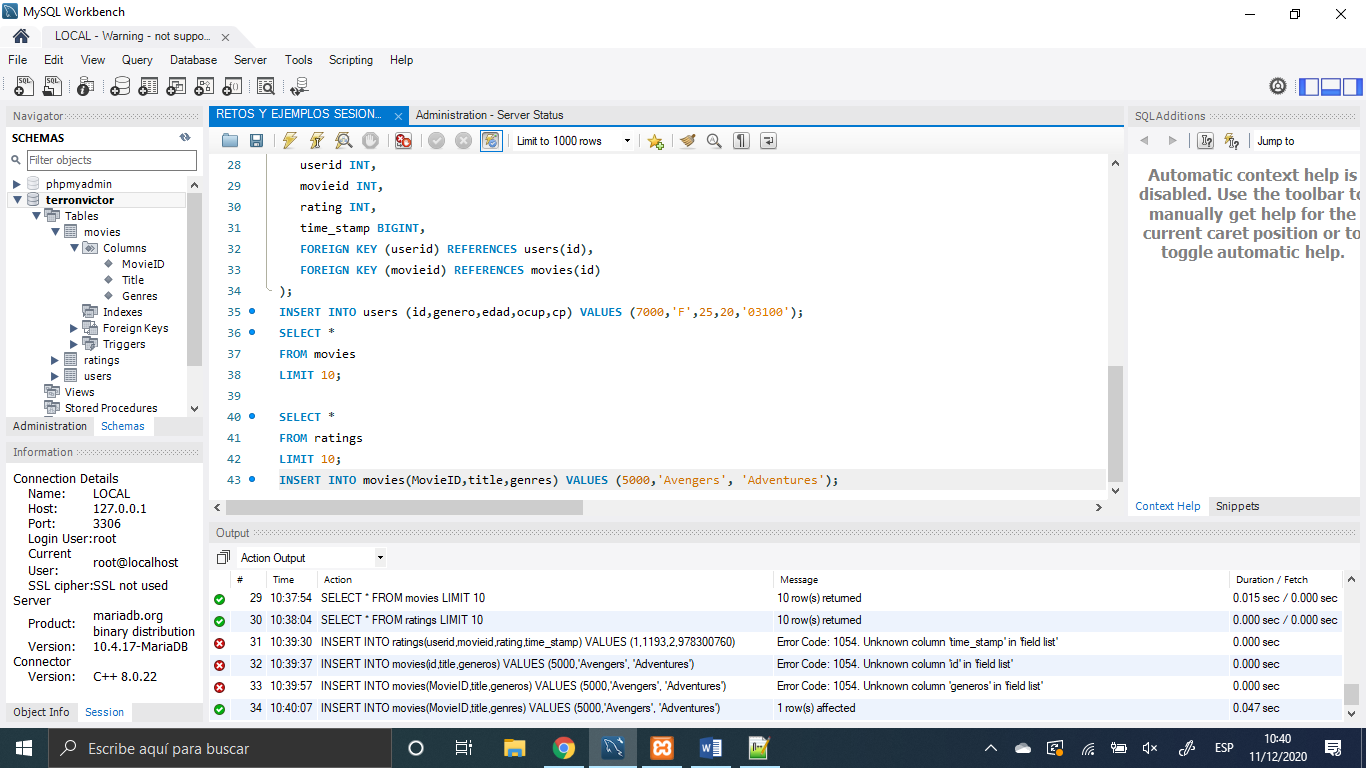 MySQL Workbench
LOCAL - Warning - not suppo...
File Edit View Query Database Server Tools Scripting Help
Navigator
SCHEMAS
Filter objects
phpmyadmin
terronvictor
Tables
movies
Columns
MovieID
Title
Genres
Indexes
Foreign Keys
Triggers
ratings
users
Views
Stored Procedures
Administration Schemas
Information
Connection Details
Name: LOCAL
Host: 127.0.0.1
Port: 3306
Login User:root
Current User: root@localhost
SSL cipher:SSL not used
Server
Product: mariadb.org binary distribution
Version: 10.4.17-MariaDB
Connector
Version: C++ 8.0.22
Object Info Session
RETOS Y EJEMPLOS SESION... Administration - Server Status
Limit to 1000 rows
28 userid INT,
29 movieid INT,
30 rating INT,
31 time_stamp BIGINT,
32 FOREIGN KEY (userid) REFERENCES users(id),
33 FOREIGN KEY (movieid) REFERENCES movies(id)
34 );
35 INSERT INTO users (id,genero,edad,ocup,cp) VALUES (7000,'F',25,20,'03100');
36 SELECT *
37 FROM movies
38 LIMIT 10;
39
40 SELECT *
41 FROM ratings
42 LIMIT 10;
43 INSERT INTO movies(MovieID,title,genres) VALUES (5000,'Avengers', 'Adventures');
SQLAdditions
Jump to
Automatic context help is
disabled. Use the toolbar to
manually get help for the
current caret position or to
toggle automatic help.
Context Help Snippets
Output
Action Output
# Time Action Message Duration / Fetch
29 10:37:54 SELECT * FROM movies LIMIT 10 10 row(s) returned 0.015 sec / 0.000 sec
30 10:38:04 SELECT * FROM ratings LIMIT 10 10 row(s) returned 0.000 sec / 0.000 sec
31 10:39:30 INSERT INTO ratings(userid,movieid,rating,time_stamp) VALUES (1,1193,2,978300760) Error Code: 1054. Unknown column 'time_stamp' in 'field list' 0.000 sec
32 10:39:37 INSERT INTO movies(id,title,generos) VALUES (5000,'Avengers', 'Adventures') Error Code: 1054. Unknown column 'id' in 'field list' 0.000 sec
33 10:39:57 INSERT INTO movies(MovieID,title,generos) VALUES (5000,'Avengers', 'Adventures') Error Code: 1054. Unknown column 'generos' in 'field list' 0.000 sec
34 10:40:07 INSERT INTO movies(MovieID,title,genres) VALUES (5000,'Avengers', 'Adventures') 1 row(s) affected 0.047 sec
Escribe aquí para buscar
ESP
10:40
11/12/2020